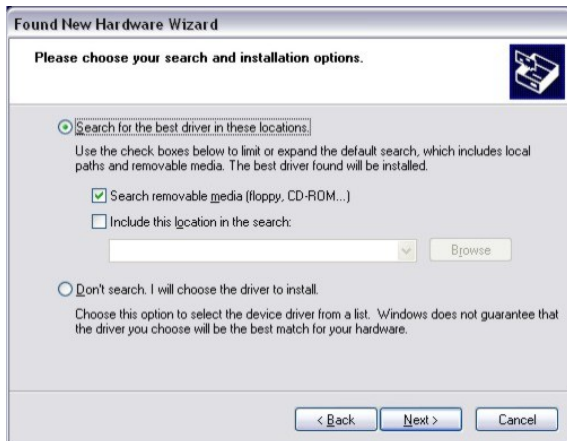 Found New Hardware Wizard
Please choose your search and installation options.
Search for the best driver in these locations.
Use the check boxes below to limit or expand the default search, which includes local
paths and removable media. The best driver found will be installed.
Search removable media (floppy, CD-ROM...)
Include this location in the search:
Browse
Don't search. I will choose the driver to install.
Choose this option to select the device driver from a list. Windows does not guarantee that
the driver you choose will be the best match for your hardware.
< Back Next > Cancel